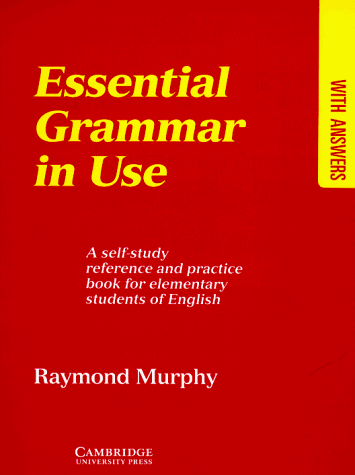 Essential
Grammar
in Use
WITH ANSWERS
A self-study
reference and practice
book for elementary
students of English
Raymond Murphy
CAMBRIDGE
UNIVERSITY PRESS